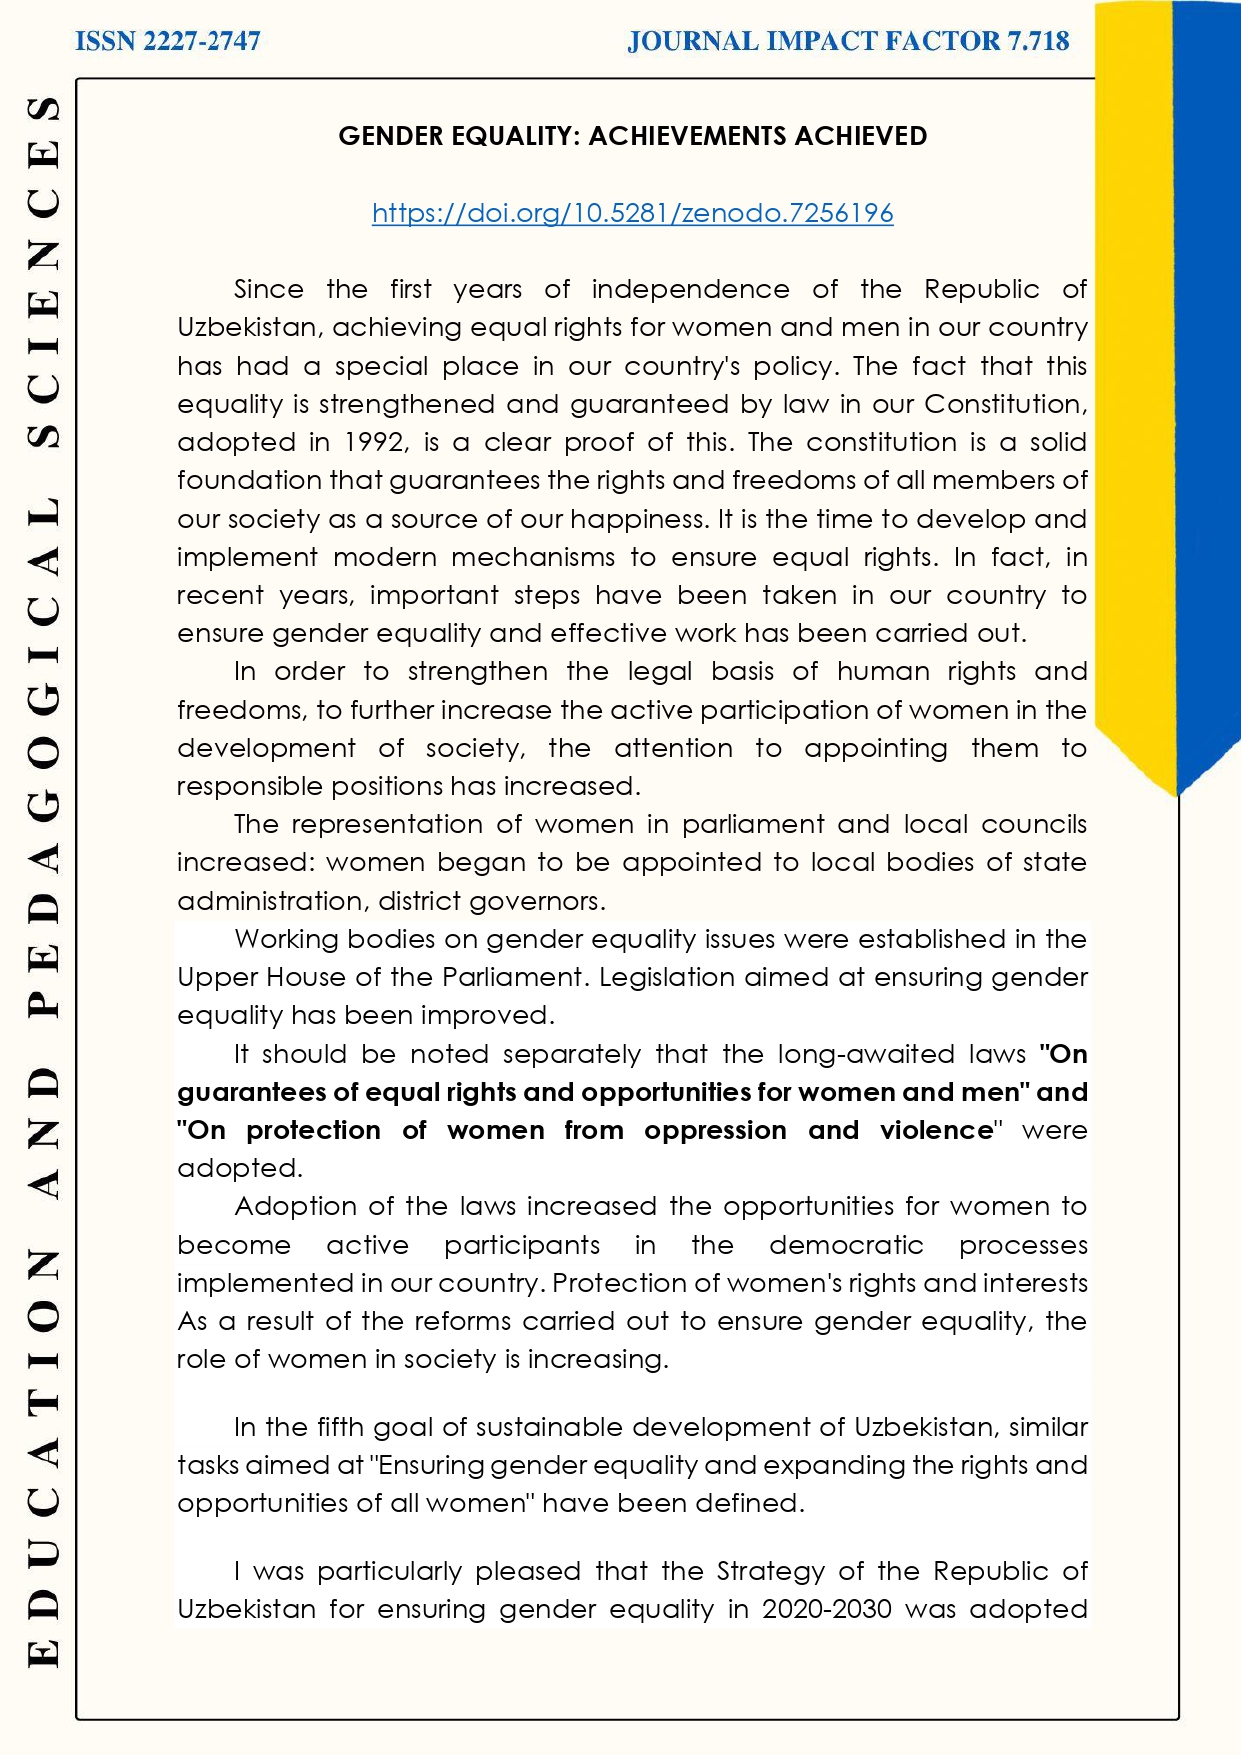 ISSN 2227-2747
JOURNAL IMPACT FACTOR 7.718
EDUCATION AND PEDAGOGICAL SCIENCES
GENDER EQUALITY: ACHIEVEMENTS ACHIEVED
https://doi.org/10.5281/zenodo.7256196
Since the first years of independence of the Republic of
Uzbekistan, achieving equal rights for women and men in our country
has had a special place in our country's policy. The fact that this
equality is strengthened and guaranteed by law in our Constitution,
adopted in 1992, is a clear proof of this. The constitution is a solid
foundation that guarantees the rights and freedoms of all members of
our society as a source of our happiness. It is the time to develop and
implement modern mechanisms to ensure equal rights. In fact, in
recent years, important steps have been taken in our country to
ensure gender equality and effective work has been carried out.
In order to strengthen the legal basis of human rights and
freedoms, to further increase the active participation of women in the
development of society, the attention to appointing them to
responsible positions has increased.
The representation of women in parliament and local councils
increased: women began to be appointed to local bodies of state
administration, district governors.
Working bodies on gender equality issues were established in the
Upper House of the Parliament. Legislation aimed at ensuring gender
equality has been improved.
It should be noted separately that the long-awaited laws "On
guarantees of equal rights and opportunities for women and men" and
"On protection of women from oppression and violence" were
adopted.
Adoption of the laws increased the opportunities for women to
become active participants in the democratic processes
implemented in our country. Protection of women's rights and interests
As a result of the reforms carried out to ensure gender equality, the
role of women in society is increasing.
In the fifth goal of sustainable development of Uzbekistan, similar
tasks aimed at "Ensuring gender equality and expanding the rights and
opportunities of all women" have been defined.
I was particularly pleased that the Strategy of the Republic of
Uzbekistan for ensuring gender equality in 2020-2030 was adopted